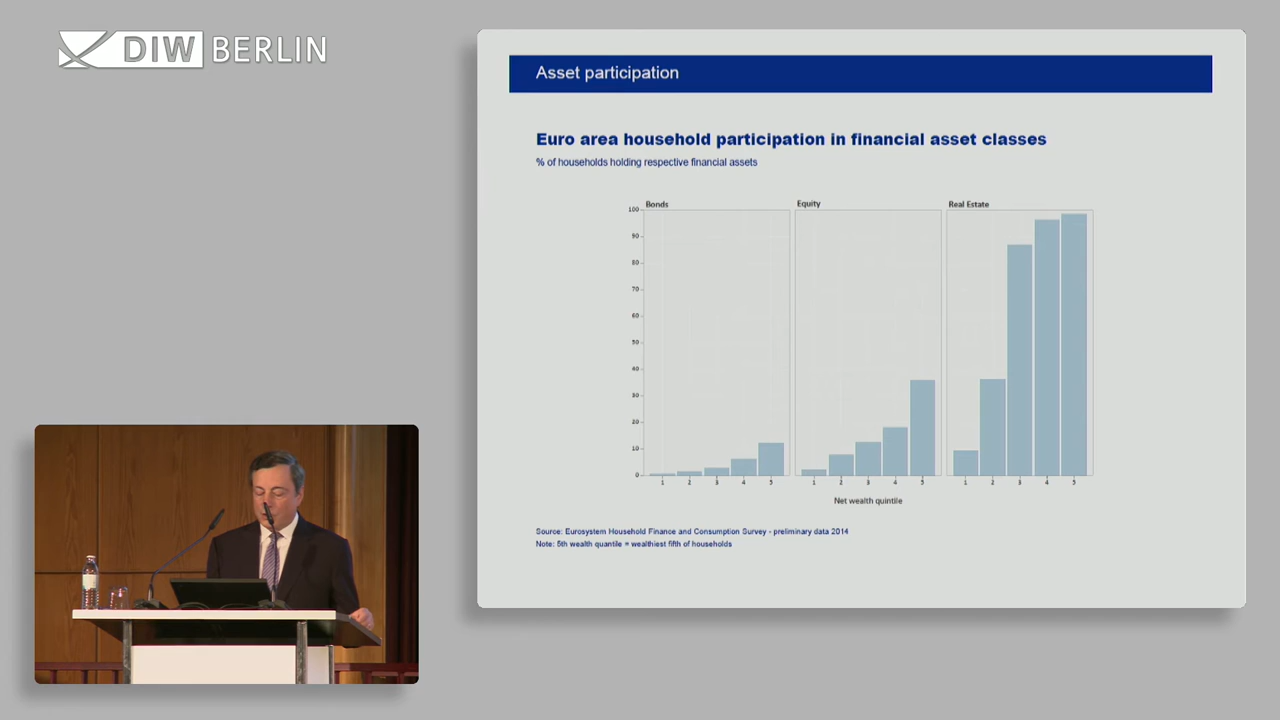 DIW BERLIN
Asset participation
Euro area household participation in financial asset classes
% of households holding respective financial assets
Bonds
Equity
Real Estate
100
90
80
70
60
50
40
30
20
10
0
1 2 3 4 5
1 2 3 4 5
1 2 3 4 5
Net wealth quintile
Source: Eurosystem Household Finance and Consumption Survey - preliminary data 2014
Note: 5th wealth quantile = wealthiest fifth of households